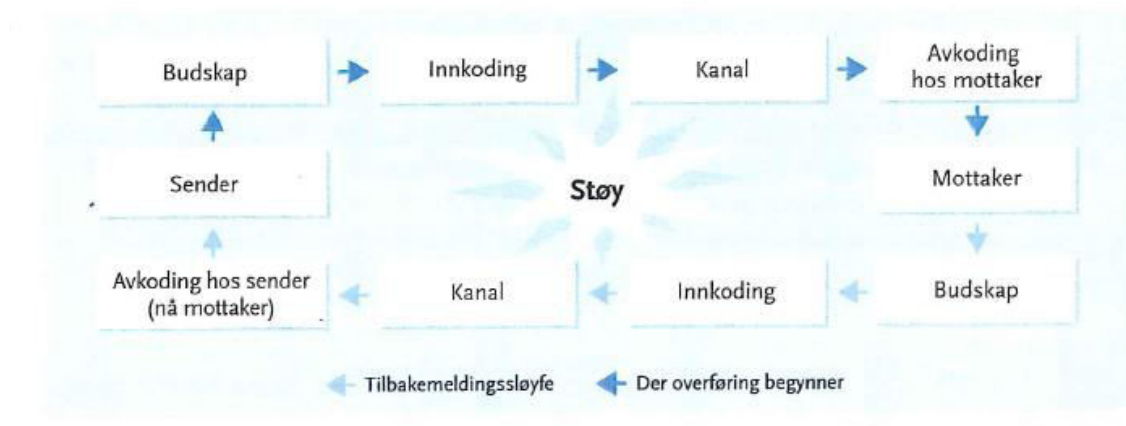 Budskap
Innkoding
Kanal
Avkoding
hos mottaker
Sender
Støy
Mottaker
Avkoding hos sender
(nå mottaker)
Kanal
Innkoding
Budskap
Tilbakemeldingssløyfe
Der overføring begynner